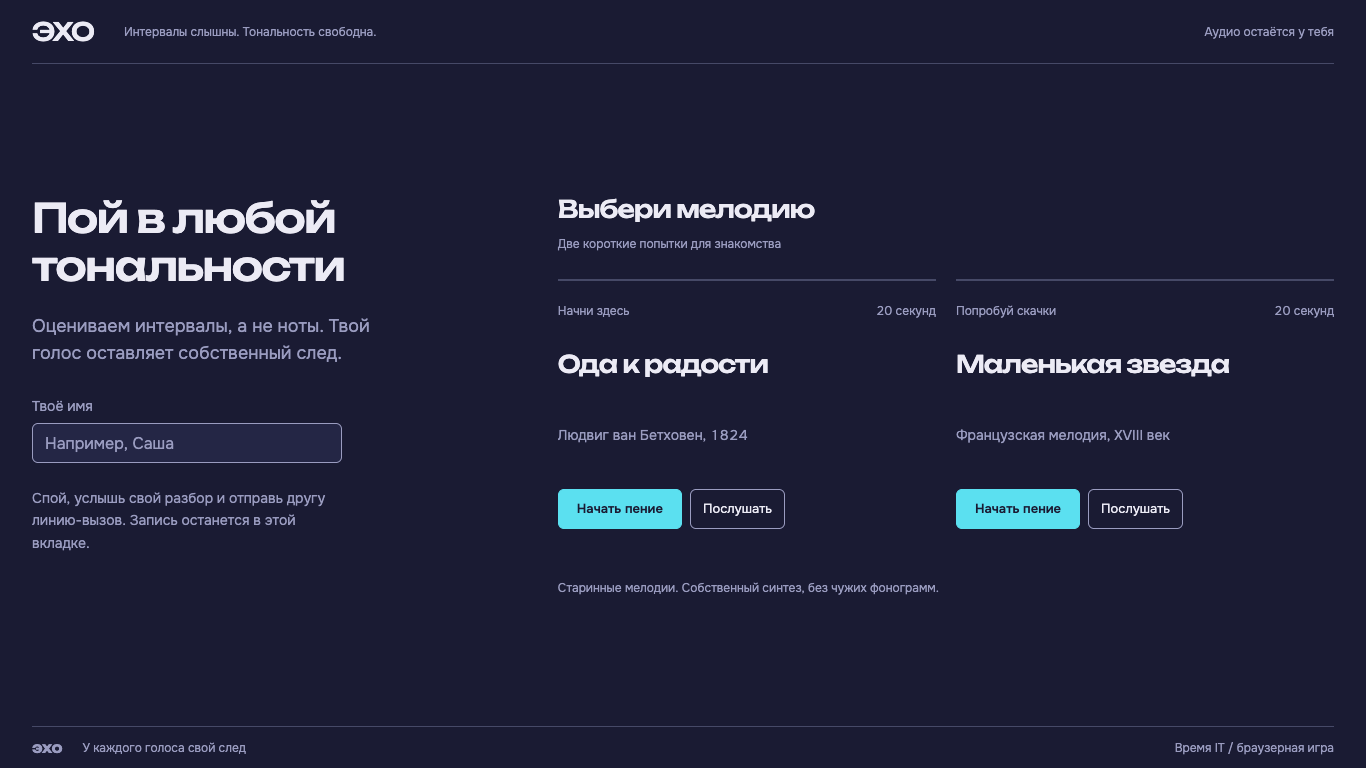 ЭХО
Интервалы слышны. Тональность свободна.
Аудио остаётся у тебя
Пой в любой
тональности
Оцениваем интервалы, а не ноты. Твой
голос оставляет собственный след.
Твоё имя
Например, Саша
Спой, услышь свой разбор и отправь другу
линию-вызов. Запись останется в этой
вкладке.
Выбери мелодию
Две короткие попытки для знакомства
Начни здесь
20 секунд
Ода к радости
Людвиг ван Бетховен, 1824
Начать пение
Послушать
Попробуй скачки
20 секунд
Маленькая звезда
Французская мелодия, XVIII век
Начать пение
Послушать
Старинные мелодии. Собственный синтез, без чужих фонограмм.
ЭХО
У каждого голоса свой след
Время IT / браузерная игра